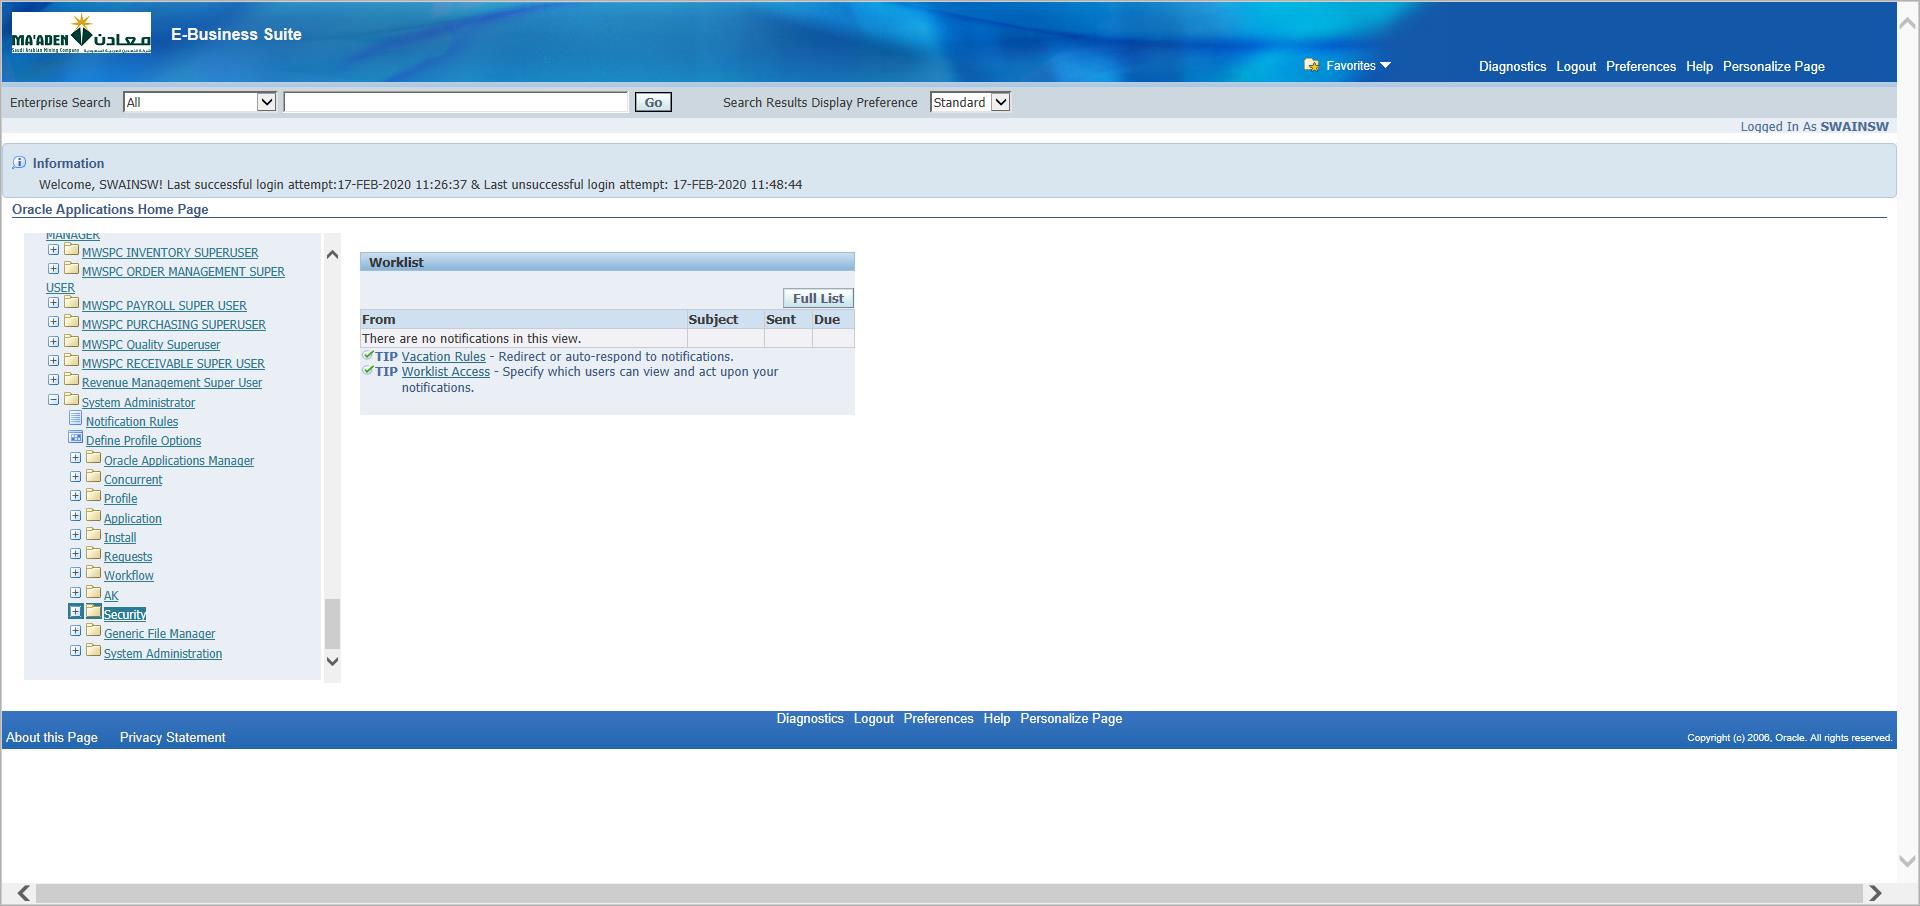 MA'ADEN معادن
Saudi Arabian Mining Company
E-Business Suite
Favorites
Diagnostics Logout Preferences Help Personalize Page
Enterprise Search All Go Search Results Display Preference Standard
Logged In As SWAINSW
Information
Welcome, SWAINSW! Last successful login attempt:17-FEB-2020 11:26:37 & Last unsuccessful login attempt: 17-FEB-2020 11:48:44
Oracle Applications Home Page
MANAGER
MWSPC INVENTORY SUPERUSER
MWSPC ORDER MANAGEMENT SUPER
USER
MWSPC PAYROLL SUPER USER
MWSPC PURCHASING SUPERUSER
MWSPC Quality Superuser
MWSPC RECEIVABLE SUPER USER
Revenue Management Super User
System Administrator
Notification Rules
Define Profile Options
Oracle Applications Manager
Concurrent
Profile
Application
Install
Requests
Workflow
AK
Security
Generic File Manager
System Administration
Worklist
Full List
From Subject Sent Due
There are no notifications in this view.
TIP Vacation Rules - Redirect or auto-respond to notifications.
TIP Worklist Access - Specify which users can view and act upon your
notifications.
Diagnostics Logout Preferences Help Personalize Page
About this Page Privacy Statement
Copyright (c) 2006, Oracle. All rights reserved.